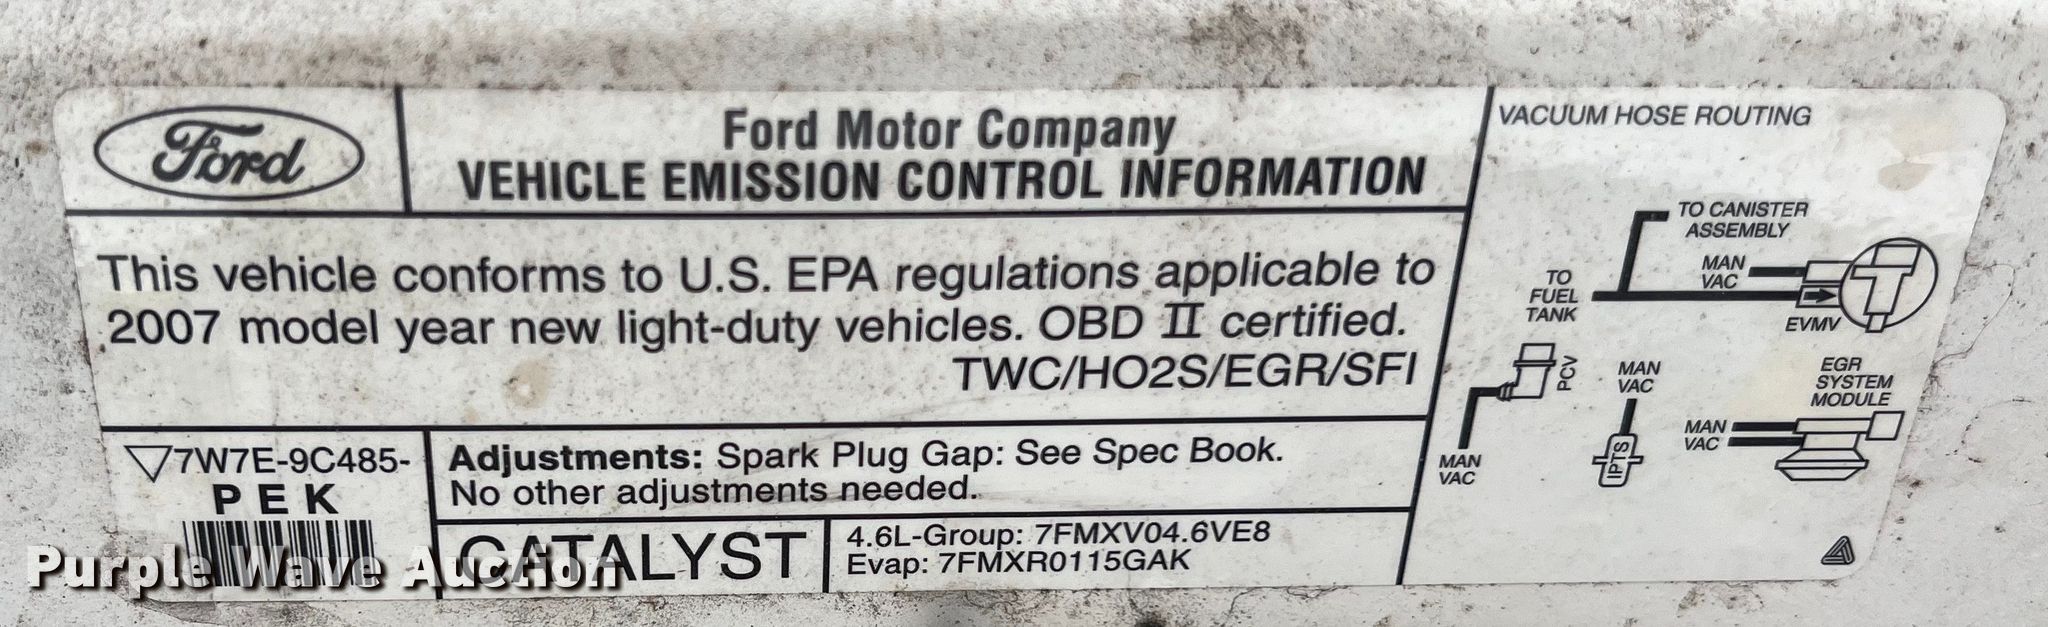 Ford
Ford Motor Company
VEHICLE EMISSION CONTROL INFORMATION
This vehicle conforms to U.S. EPA regulations applicable to
2007 model year new light-duty vehicles. OBD II certified.
TWC/HO2S/EGR/SFI
7W7E-9C485-
PEK
Adjustments: Spark Plug Gap: See Spec Book.
No other adjustments needed.
CATALYST
4.6L-Group: 7FMXV04.6VE8
Evap: 7FMXR0115GAK
VACUUM HOSE ROUTING
TO CANISTER
ASSEMBLY
MAN
VAC
TO
FUEL
TANK
EVMV
PCV
MAN
VAC
MAN
VAC
IPTS
EGR
SYSTEM
MODULE
MAN
VAC
Purple Wave Auction